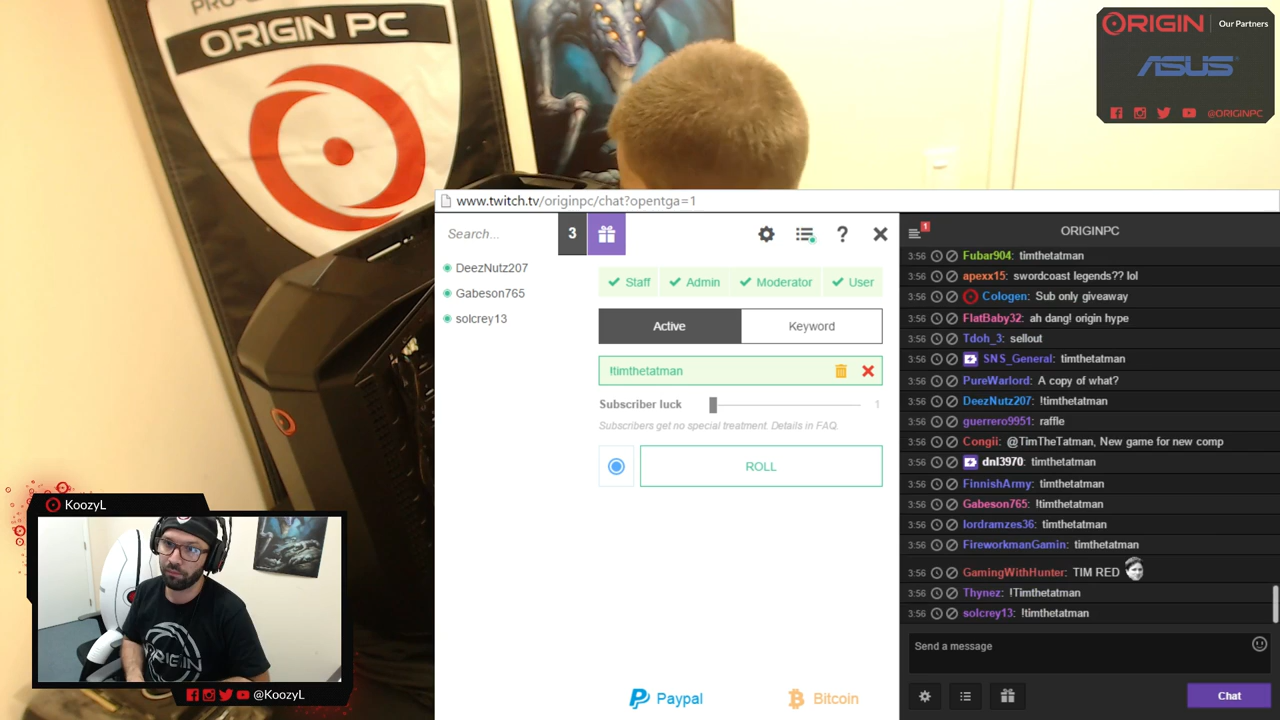 PRO-
ORIGIN PC
ORIGIN Our Partners
ASUS
@ORIGINPC
www.twitch.tv/originpc/chat?opentga=1
Search...
3
DeezNutz207
Gabeson765
solcrey13
Staff Admin Moderator User
Active Keyword
!timthetatman
Subscriber luck 1
Subscribers get no special treatment. Details in FAQ.
ROLL
Paypal Bitcoin
1
ORIGINPC
3:56 Fubar904: timthetatman
3:56 apexx15: swordcoast legends?? lol
3:56 Cologen: Sub only giveaway
3:56 FlatBaby32: ah dang! origin hype
3:56 Tdoh_3: sellout
3:56 SNS_General: timthetatman
3:56 PureWarlord: A copy of what?
3:56 DeezNutz207: !timthetatman
3:56 guerrero9951: raffle
3:56 Congii: @TimTheTatman, New game for new comp
3:56 dnl3970: timthetatman
3:56 FinnishArmy: timthetatman
3:56 Gabeson765: !timthetatman
3:56 lordramzes36: timthetatman
3:56 FireworkmanGamin: timthetatman
3:56 GamingWithHunter: TIM RED
3:56 Thynez: !Timthetatman
3:56 solcrey13: !timthetatman
Send a message
Chat
KoozyL
ORIGIN
@KoozyL